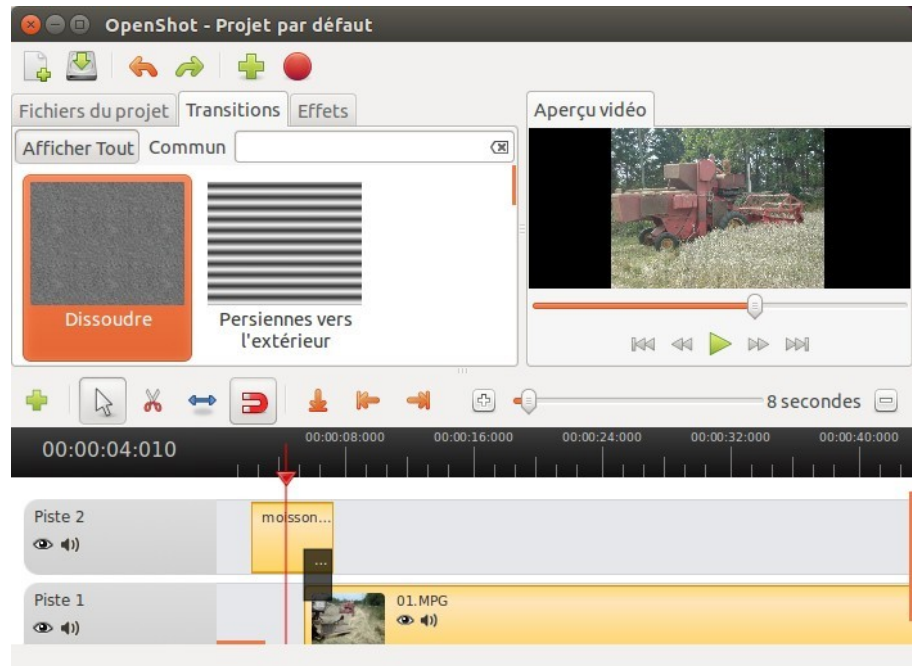 OpenShot - Projet par défaut
Fichiers du projet Transitions Effets
Aperçu vidéo
Afficher Tout Commun
Dissoudre
Persiennes vers
l'extérieur
8 secondes
00:00:04:010
00:00:08:000 00:00:16:000 00:00:24:000 00:00:32:000 00:00:40:000
Piste 2
moisson...
...
Piste 1
01.MPG